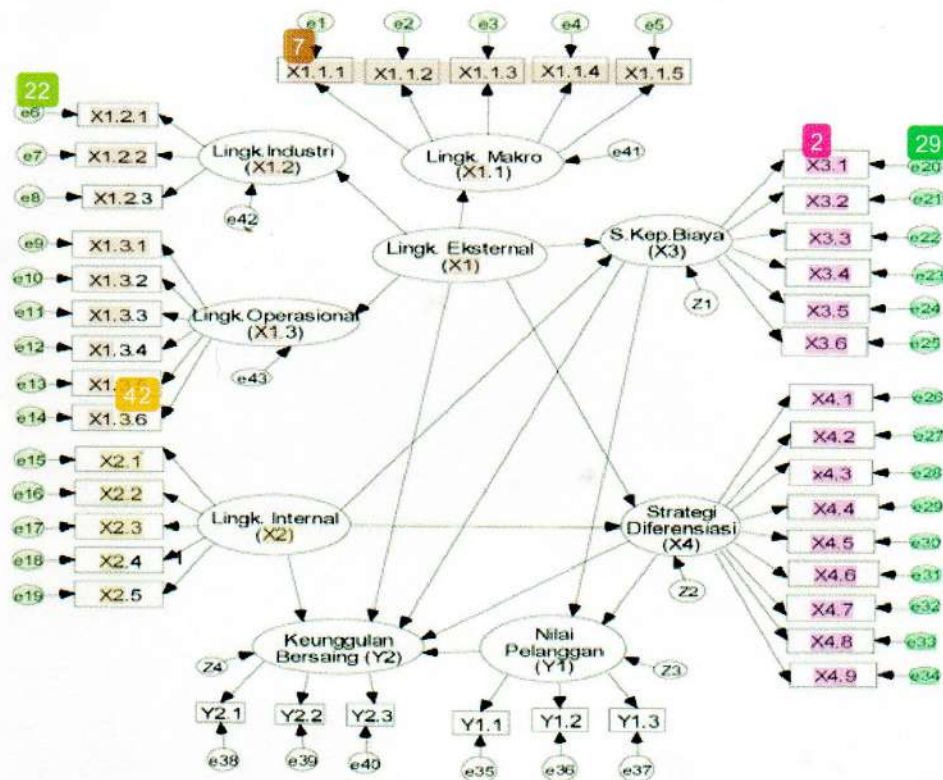 e1 e2 e3 e4 e5
7
X1.1.1 X1.1.2 X1.1.3 X1.1.4 X1.1.5
22
e6 X1.2.1
e7 X1.2.2
e8 X1.2.3
Lingk.Industri
(X1.2)
e42
Lingk. Makro
(X1.1)
e41
2
29
X3.1 e20
X3.2 e21
X3.3 e22
X3.4 e23
X3.5 e24
X3.6 e25
S.Kep.Biaya
(X3)
Z1
Lingk. Eksternal
(X1)
e9 X1.3.1
e10 X1.3.2
e11 X1.3.3
e12 X1.3.4
e13 X1.
42
e14 X1.3.6
Lingk.Operasional
(X1.3)
e43
e15 X2.1
e16 X2.2
e17 X2.3
e18 X2.4
e19 X2.5
Lingk. Internal
(X2)
Strategi
Diferensiasi
(X4)
Z2
X4.1 e26
X4.2 e27
x4.3 e28
X4.4 e29
X4.5 e30
X4.6 e31
X4.7 e32
X4.8 e33
X4.9 e34
Keunggulan
Bersaing (Y2)
Z4
Nilai
Pelanggan
(Y1)
Z3
Y2.1 Y2.2 Y2.3
e38 e39 e40
Y1.1 Y1.2 Y1.3
e35 e36 e37